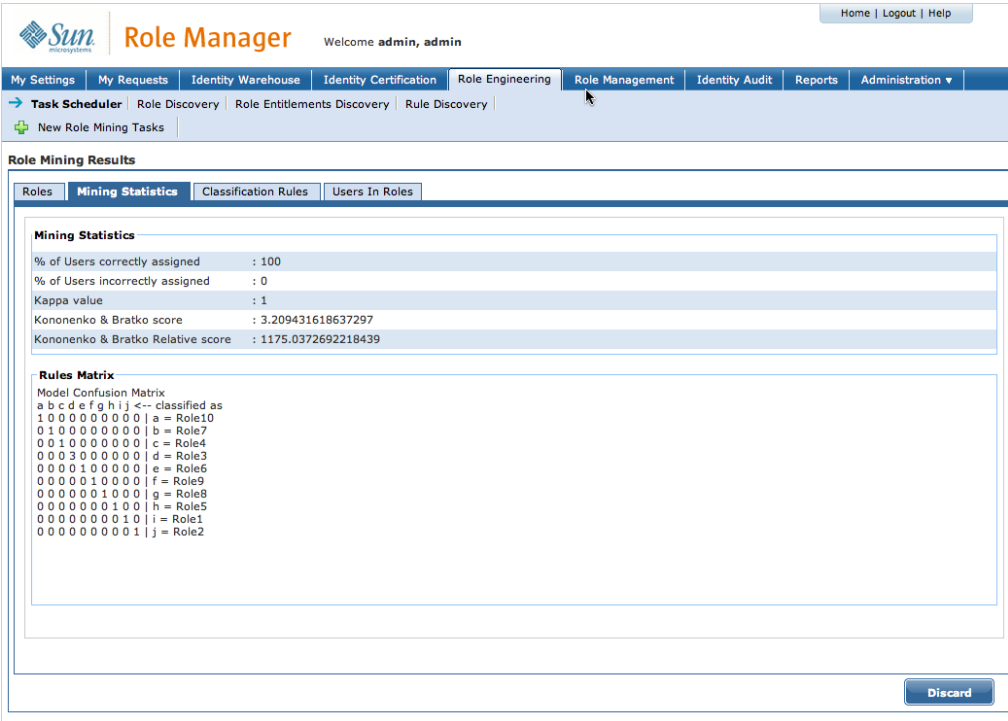 Home | Logout | Help
Sun
microsystems
Role Manager
Welcome admin, admin
My Settings My Requests Identity Warehouse Identity Certification Role Engineering Role Management Identity Audit Reports Administration ▼
→ Task Scheduler Role Discovery Role Entitlements Discovery Rule Discovery
New Role Mining Tasks
Role Mining Results
Roles Mining Statistics Classification Rules Users In Roles
Mining Statistics
% of Users correctly assigned : 100
% of Users incorrectly assigned : 0
Kappa value : 1
Kononenko & Bratko score : 3.209431618637297
Kononenko & Bratko Relative score : 1175.0372692218439
Rules Matrix
Model Confusion Matrix
a b c d e f g h i j <-- classified as
1 0 0 0 0 0 0 0 0 0 | a = Role10
0 1 0 0 0 0 0 0 0 0 | b = Role7
0 0 1 0 0 0 0 0 0 0 | c = Role4
0 0 0 3 0 0 0 0 0 0 | d = Role3
0 0 0 0 1 0 0 0 0 0 | e = Role6
0 0 0 0 0 1 0 0 0 0 | f = Role9
0 0 0 0 0 0 1 0 0 0 | g = Role8
0 0 0 0 0 0 0 1 0 0 | h = Role5
0 0 0 0 0 0 0 0 1 0 | i = Role1
0 0 0 0 0 0 0 0 0 1 | j = Role2
Discard